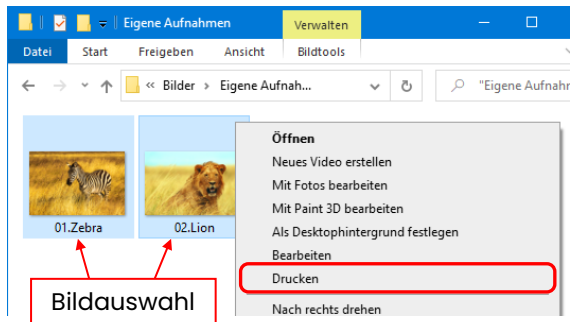 Eigene Aufnahmen
Verwalten
Datei Start Freigeben Ansicht Bildtools
« Bilder › Eigene Aufnah... "Eigene Aufnahr
01.Zebra 02.Lion
Öffnen
Neues Video erstellen
Mit Fotos bearbeiten
Mit Paint 3D bearbeiten
Als Desktophintergrund festlegen
Bearbeiten
Drucken
Nach rechts drehen
Bildauswahl